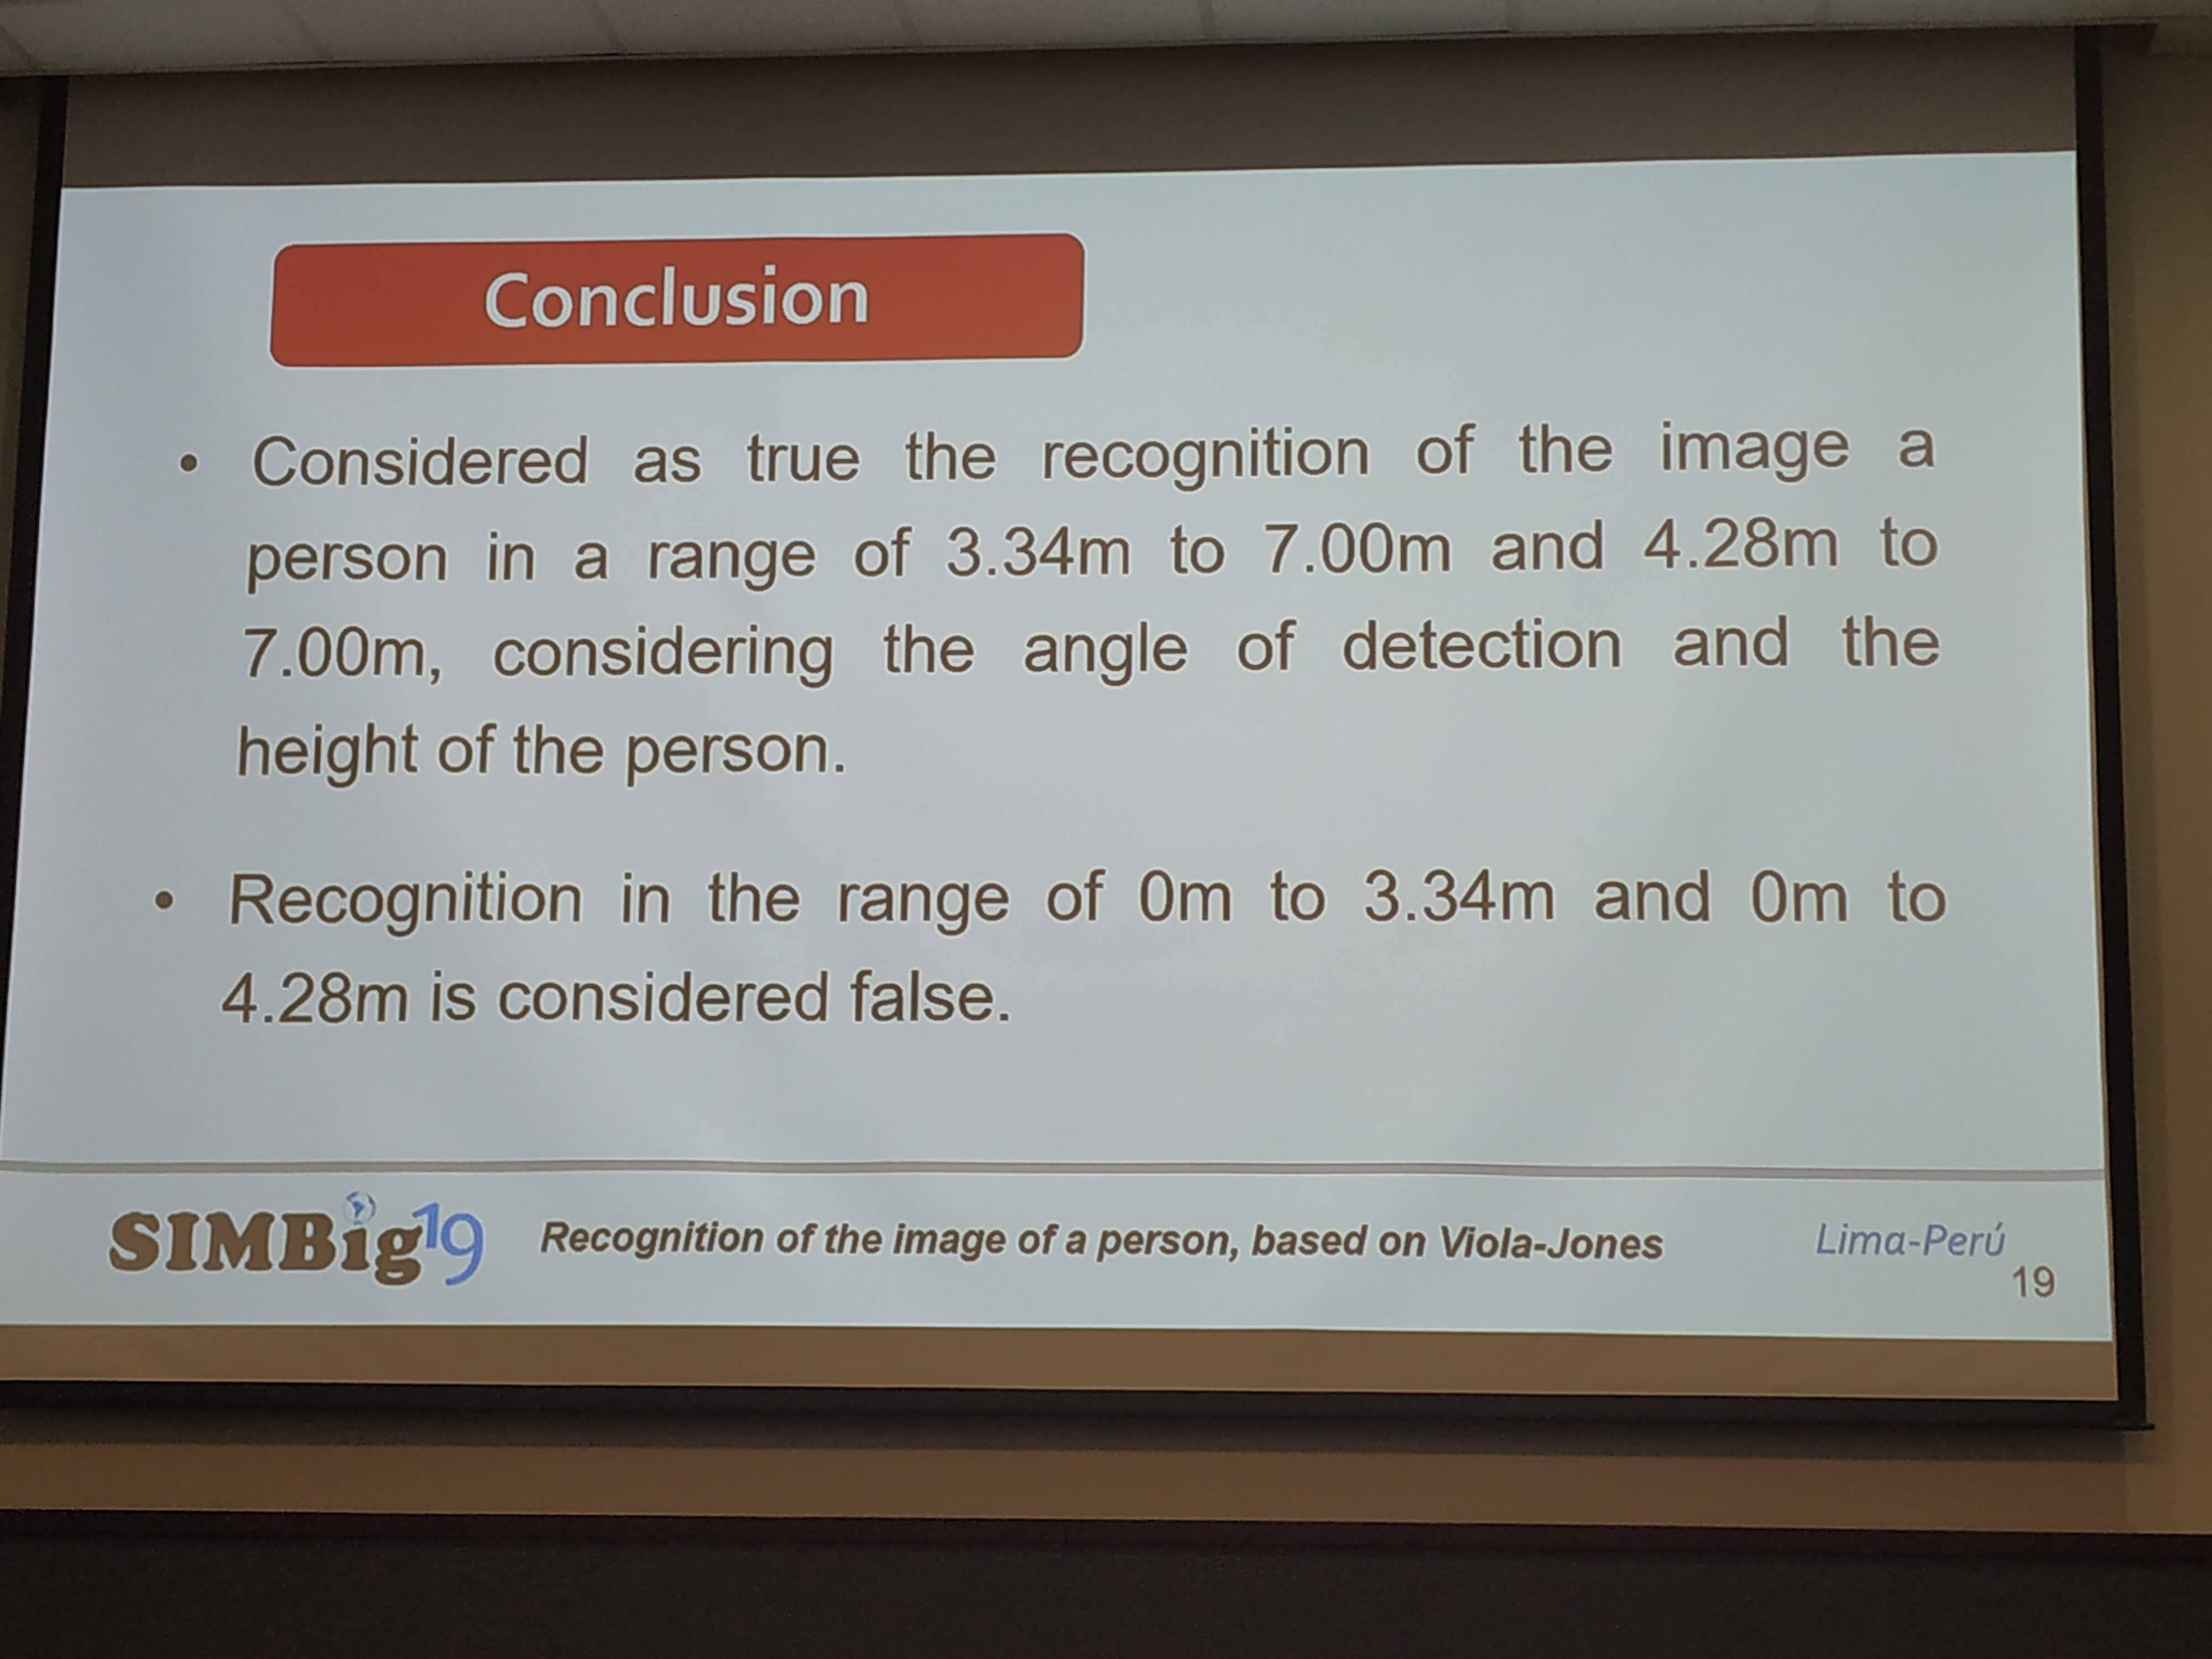 Conclusion
• Considered as true the recognition of the image a
person in a range of 3.34m to 7.00m and 4.28m to
7.00m, considering the angle of detection and the
height of the person.
• Recognition in the range of 0m to 3.34m and 0m to
4.28m is considered false.
SIMBig19 Recognition of the image of a person, based on Viola-Jones Lima-Perú
19